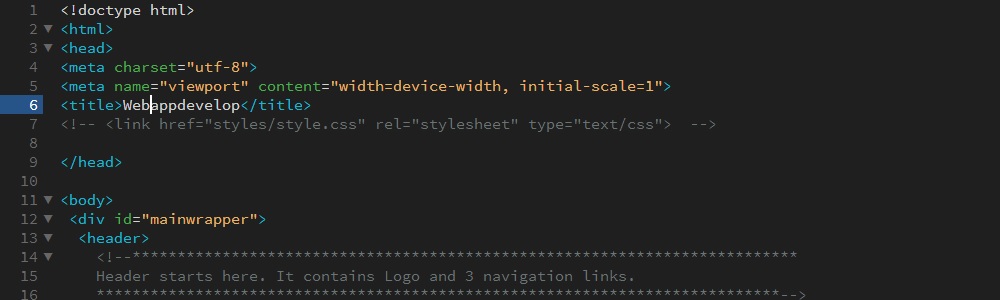 1 <!doctype html>
2 <html>
3 <head>
4 <meta charset="utf-8">
5 <meta name="viewport" content="width=device-width, initial-scale=1">
6 <title>Webappdevelop</title>
7 <!-- <link href="styles/style.css" rel="stylesheet" type="text/css">  -->
8
9 </head>
10
11 <body>
12 <div id="mainwrapper">
13 <header>
14 <!--**************************************************************************
15 Header starts here. It contains Logo and 3 navigation links.
16 ****************************************************************************-->